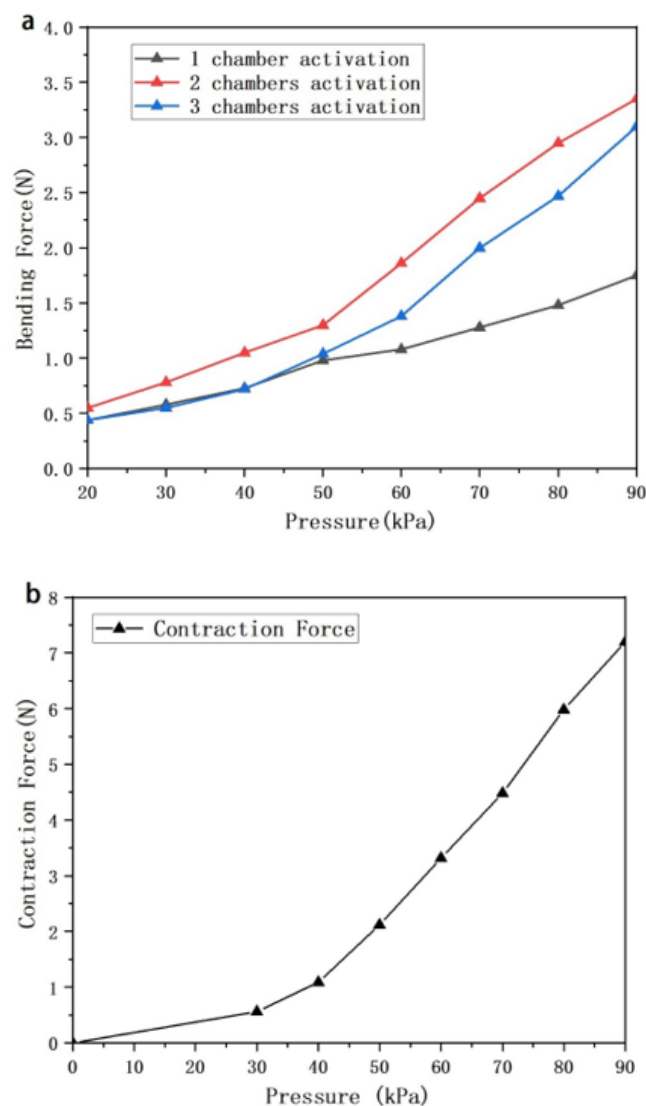 a
4.0
3.5
3.0
2.5
2.0
1.5
1.0
0.5
0.0
Bending Force(N)
1 chamber activation
2 chambers activation
3 chambers activation
20 30 40 50 60 70 80 90
Pressure(kPa)
b
8
7
6
5
4
3
2
1
0
Contraction Force(N)
Contraction Force
0 10 20 30 40 50 60 70 80 90
Pressure (kPa)